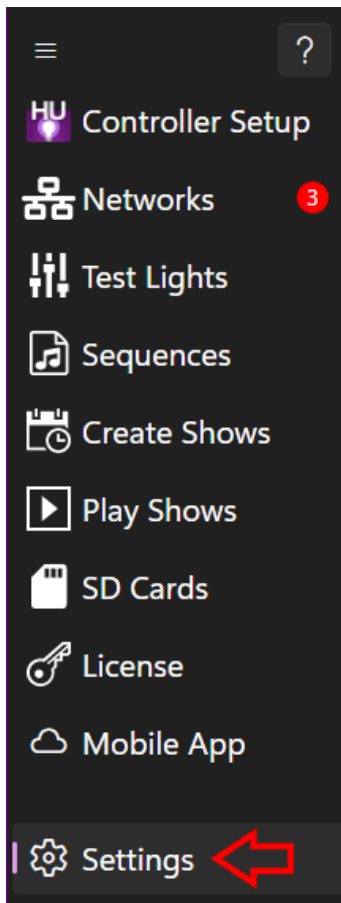 ?
HU
Controller Setup
Networks 3
Test Lights
Sequences
Create Shows
Play Shows
SD Cards
License
Mobile App
Settings